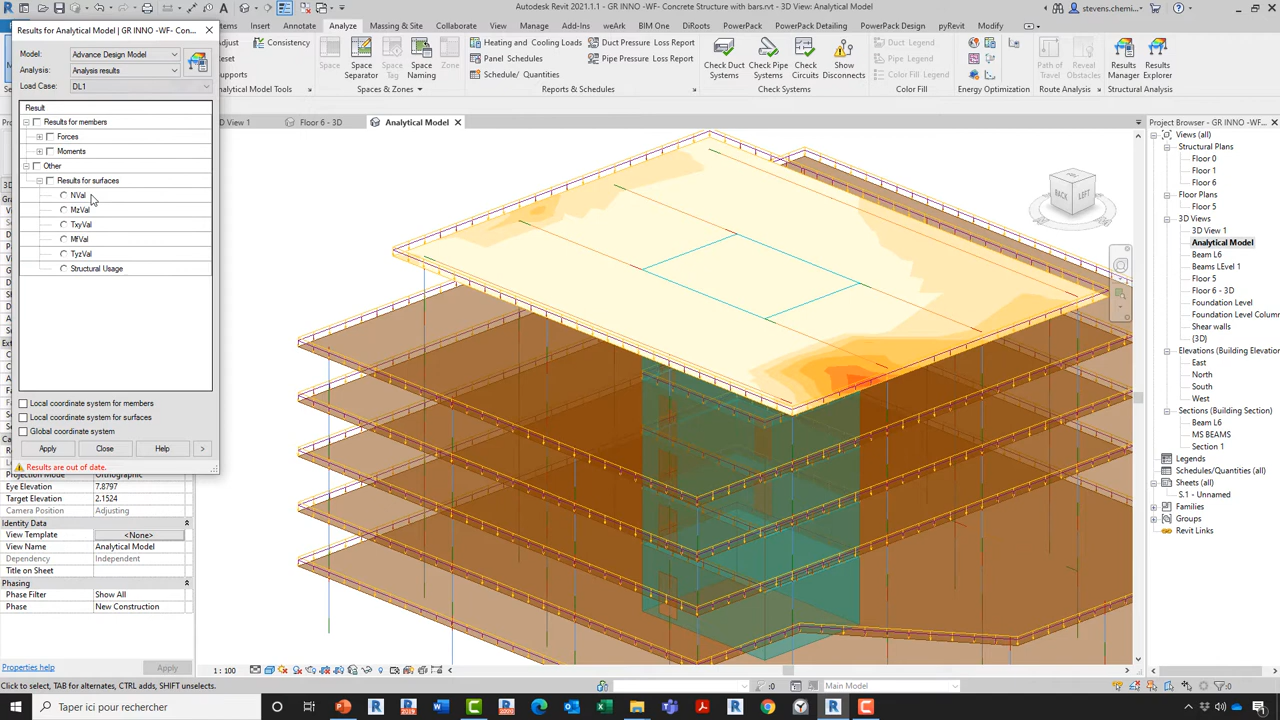 Autodesk Revit 2021.1.1 - GR INNO -WF- Concrete Structure with bars.rvt - 3D View: Analytical Model
stevens.chemi...
Analyze
Massing & Site
Collaborate
View
Manage
Add-Ins
weArk
BIM One
DiRoots
PowerPack
PowerPack Detailing
PowerPack Design
pyRevit
Modify
Adjust
Consistency
Reset
Supports
Analytical Model Tools
Space
Space Separator
Space Tag
Space Naming
Zone
Spaces & Zones
Heating and Cooling Loads
Panel Schedules
Schedule/ Quantities
Duct Pressure Loss Report
Pipe Pressure Loss Report
Reports & Schedules
Check Duct Systems
Check Pipe Systems
Check Circuits
Show Disconnects
Check Systems
Duct Legend
Pipe Legend
Color Fill Legend
Color Fill
Energy Optimization
Path of Travel
Reveal Obstacles
Route Analysis
Results Manager
Results Explorer
Structural Analysis
Results for Analytical Model | GR INNO -WF- Con...
Model:
Advance Design Model
Analysis:
Analysis results
Load Case:
DL1
Result
Results for members
Forces
Moments
Other
Results for surfaces
NVal
MzVal
TxyVal
MfVal
TyzVal
Structural Usage
Local coordinate system for members
Local coordinate system for surfaces
Global coordinate system
Apply
Close
Help
>
Results are out of date.
Projection Mode
Orthographic
Eye Elevation
7.8797
Target Elevation
2.1524
Camera Position
Adjusting
Identity Data
View Template
<None>
View Name
Analytical Model
Dependency
Independent
Title on Sheet
Phasing
Phase Filter
Show All
Phase
New Construction
Properties help
Apply
3D View 1
Floor 6 - 3D
Analytical Model
BACK
LEFT
Project Browser - GR INNO -WF...
Views (all)
Structural Plans
Floor 0
Floor 1
Floor 6
Floor Plans
Floor 5
3D Views
3D View 1
Analytical Model
Beam L6
Beams LEvel 1
Floor 5
Floor 6 - 3D
Foundation Level
Foundation Level Column
Shear walls
{3D}
Elevations (Building Elevation
East
North
South
West
Sections (Building Section)
Beam L6
MS BEAMS
Section 1
Legends
Schedules/Quantities (all)
Sheets (all)
S.1 - Unnamed
Families
Groups
Revit Links
1 : 100
Click to select, TAB for alternates, CTRL adds, SHIFT unselects.
:0
Main Model
:0
Taper ici pour rechercher